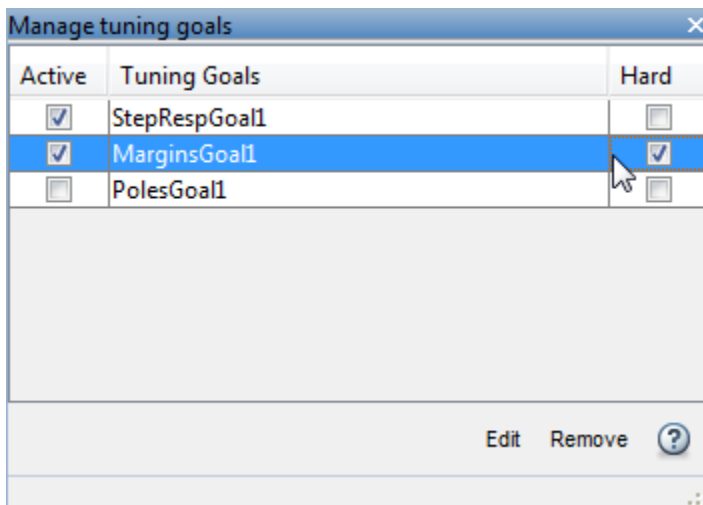 Manage tuning goals
Active Tuning Goals Hard
StepRespGoal1
MarginsGoal1
PolesGoal1
Edit Remove ?